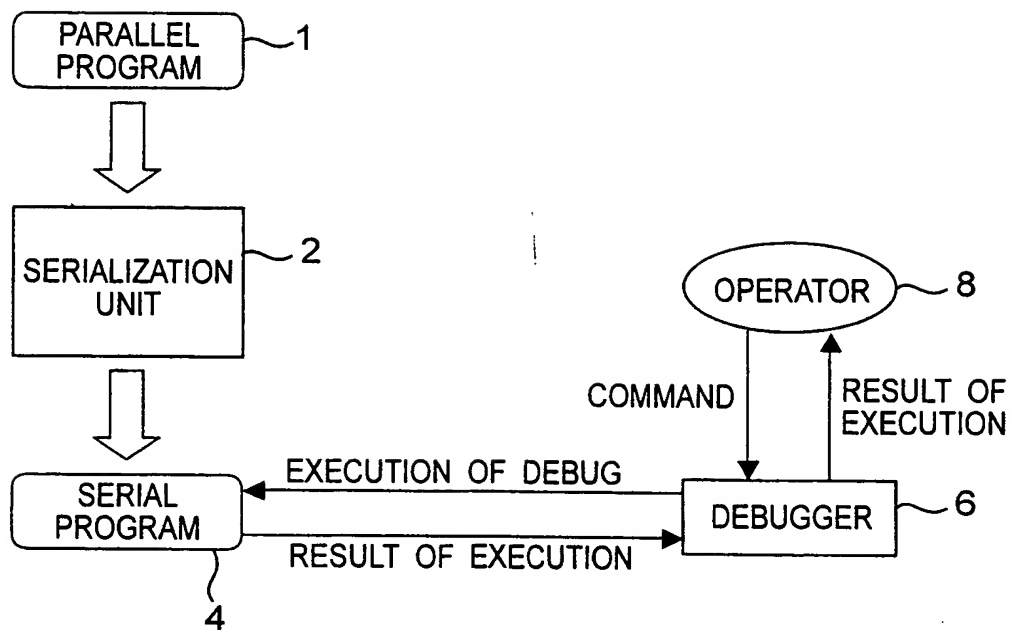 PARALLEL
PROGRAM
1
SERIALIZATION
UNIT
2
OPERATOR
8
COMMAND
RESULT OF
EXECUTION
EXECUTION OF DEBUG
SERIAL
PROGRAM
DEBUGGER
6
RESULT OF EXECUTION
4